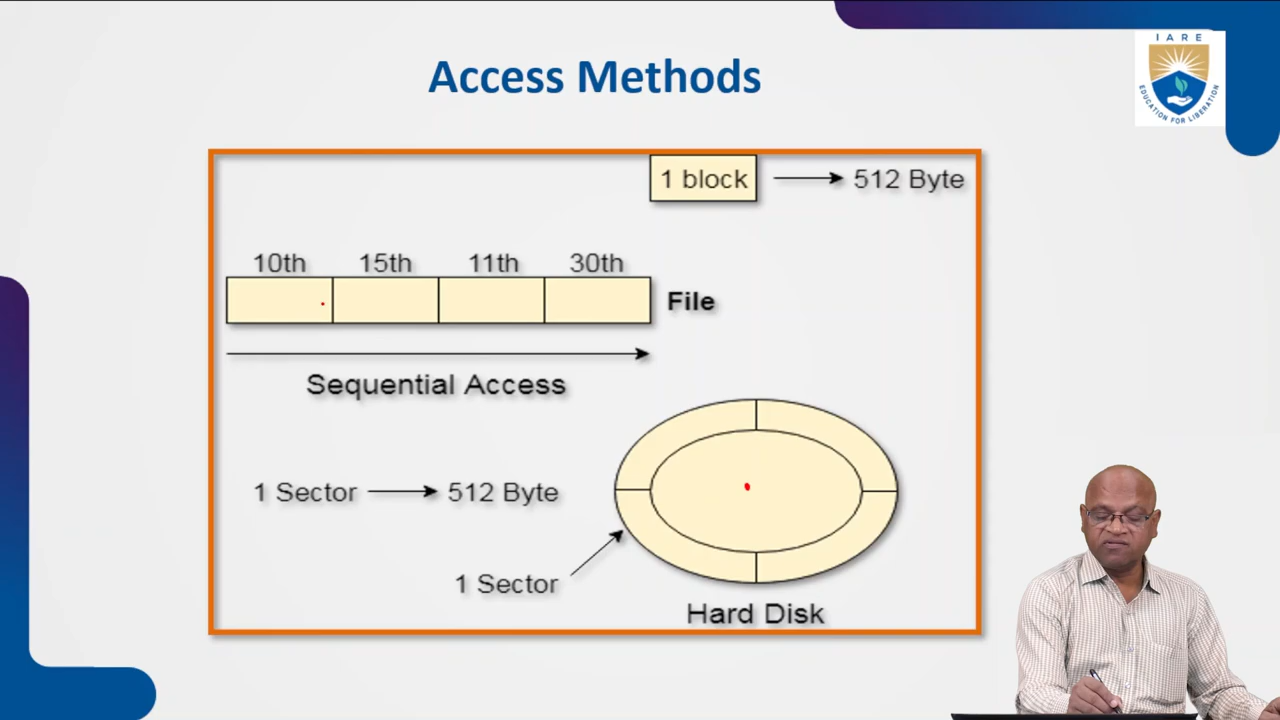 Access Methods
I A R E
EDUCATION FOR LIBERATION
1 block
512 Byte
10th 15th 11th 30th
File
Sequential Access
1 Sector
512 Byte
1 Sector
Hard Disk